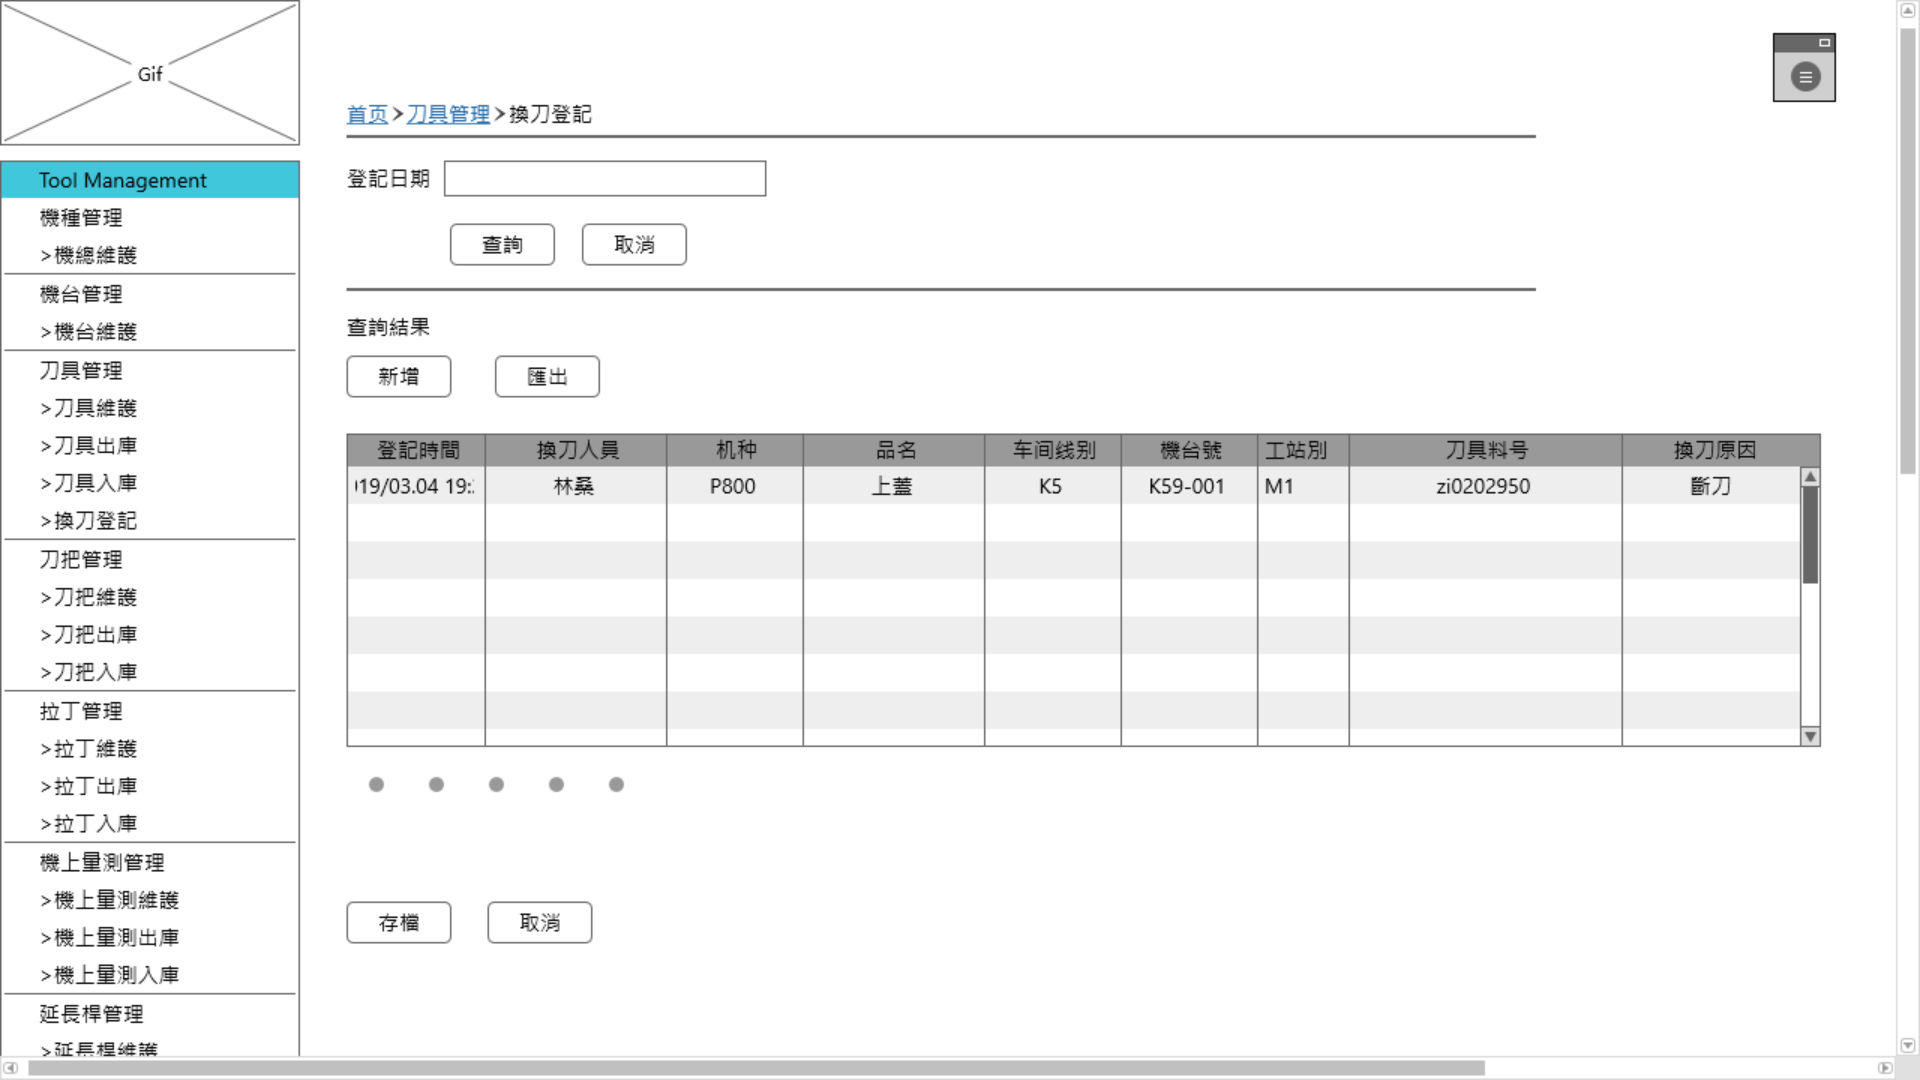 Gif
Tool Management
機種管理
>機總維護
機台管理
>機台維護
刀具管理
>刀具維護
>刀具出庫
>刀具入庫
>換刀登記
刀把管理
>刀把維護
>刀把出庫
>刀把入庫
拉丁管理
>拉丁維護
>拉丁出庫
>拉丁入庫
機上量測管理
>機上量測維護
>機上量測出庫
>機上量測入庫
延長桿管理
>延長桿維護
首页>刀具管理>換刀登記
登記日期
查詢 取消
查詢結果
新增 匯出
登記時間 換刀人員 机种 品名 车间线别 機台號 工站別 刀具料号 換刀原因
19/03.04 19: 林桑 P800 上蓋 K5 K59-001 M1 zi0202950 斷刀
存檔 取消